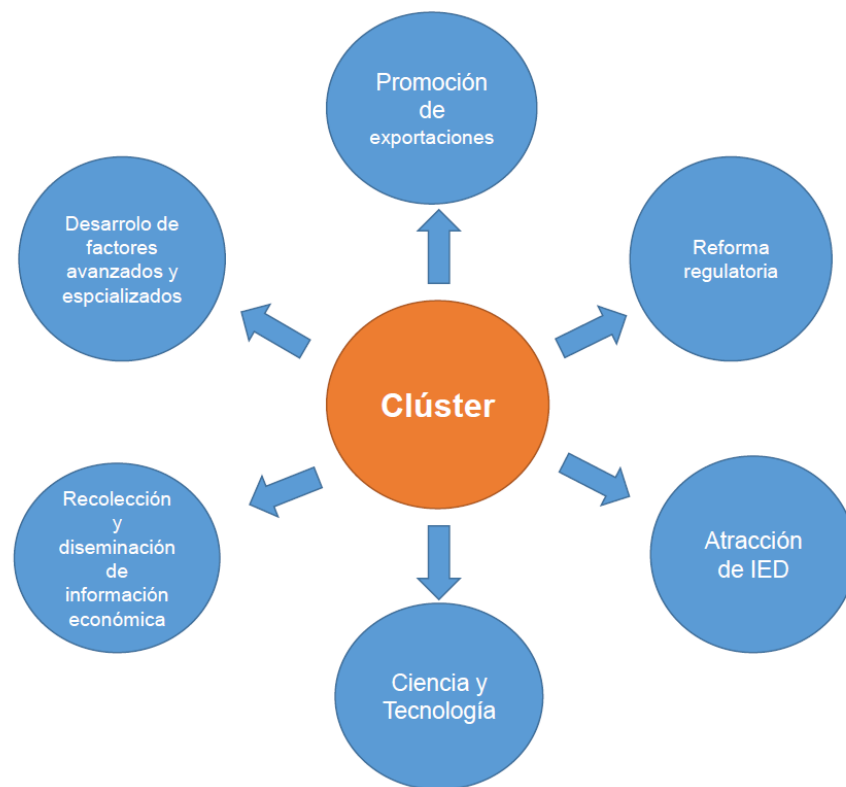 Promoción
de
exportaciones
Desarrolo de
factores
avanzados y
espcializados
Reforma
regulatoria
Clúster
Recolección
y
diseminación
de
información
económica
Atracción
de IED
Ciencia y
Tecnología